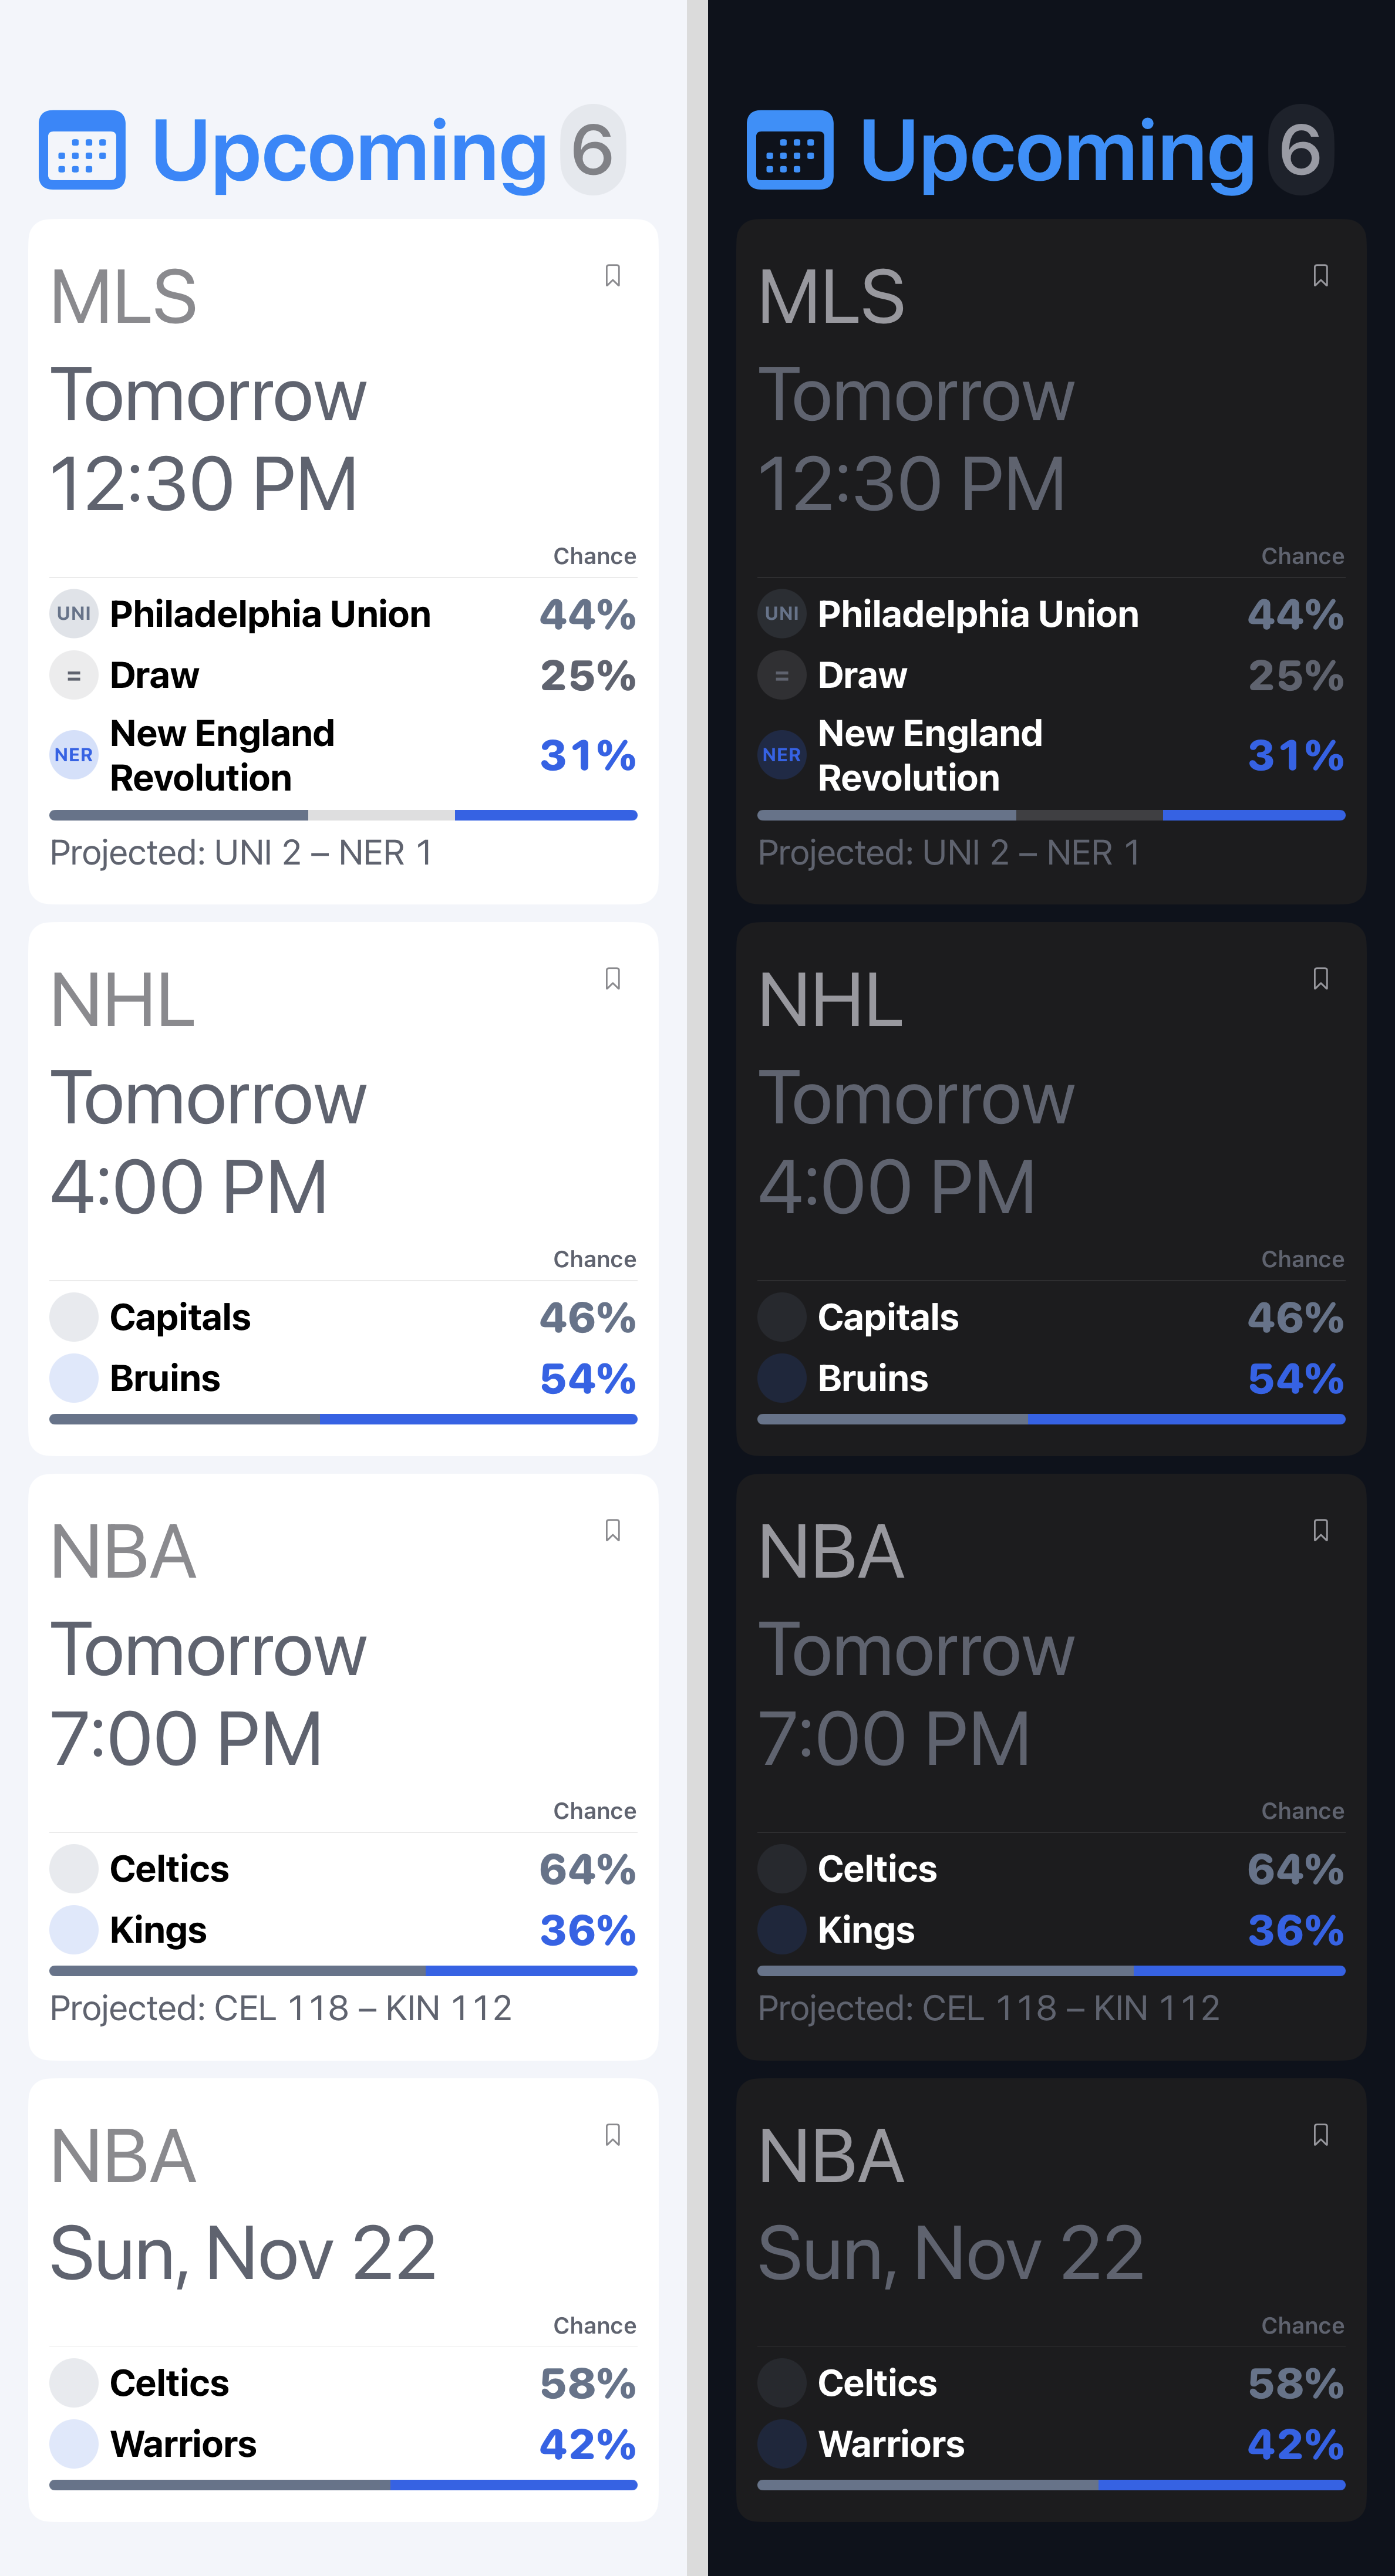 Upcoming 6
MLS
Tomorrow
12:30 PM
Chance
UNI Philadelphia Union 44%
= Draw 25%
NER New England Revolution 31%
Projected: UNI 2 – NER 1
NHL
Tomorrow
4:00 PM
Chance
Capitals 46%
Bruins 54%
NBA
Tomorrow
7:00 PM
Chance
Celtics 64%
Kings 36%
Projected: CEL 118 – KIN 112
NBA
Sun, Nov 22
Chance
Celtics 58%
Warriors 42%
Upcoming 6
MLS
Tomorrow
12:30 PM
Chance
UNI Philadelphia Union 44%
= Draw 25%
NER New England Revolution 31%
Projected: UNI 2 – NER 1
NHL
Tomorrow
4:00 PM
Chance
Capitals 46%
Bruins 54%
NBA
Tomorrow
7:00 PM
Chance
Celtics 64%
Kings 36%
Projected: CEL 118 – KIN 112
NBA
Sun, Nov 22
Chance
Celtics 58%
Warriors 42%